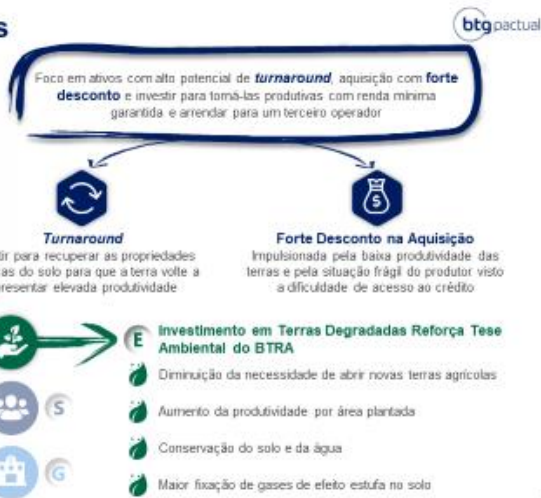 s
btg pactual
Foco em ativos com alto potencial de turnaround, aquisição com forte
desconto e investir para torná-las produtivas com renda mínima
garantida e arrendar para um terceiro operador
Turnaround
tir para recuperar as propriedades
as do solo para que a terra volte a
resentar elevada produtividade
Forte Desconto na Aquisição
Impulsionada pela baixa produtividade das
terras e pela situação frágil do produtor visto
a dificuldade de acesso ao crédito
E
Investimento em Terras Degradadas Reforça Tese
Ambiental do BTRA
Diminuição da necessidade de abrir novas terras agrícolas
S
Aumento da produtividade por área plantada
Conservação do solo e da água
G
Maior fixação de gases de efeito estufa no solo